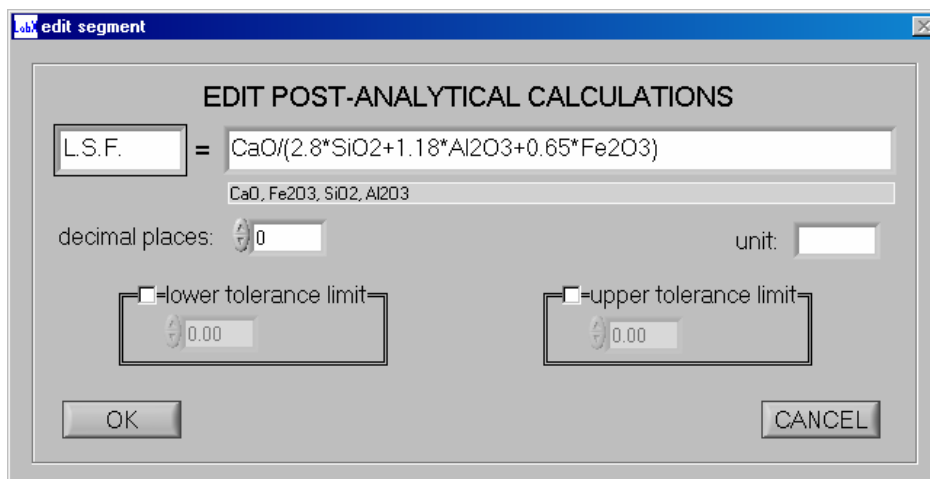 LabX edit segment
EDIT POST-ANALYTICAL CALCULATIONS
L.S.F. = CaO/(2.8*SiO2+1.18*Al2O3+0.65*Fe2O3)
CaO, Fe2O3, SiO2, Al2O3
decimal places: 0 unit:
lower tolerance limit upper tolerance limit
0.00 0.00
OK CANCEL